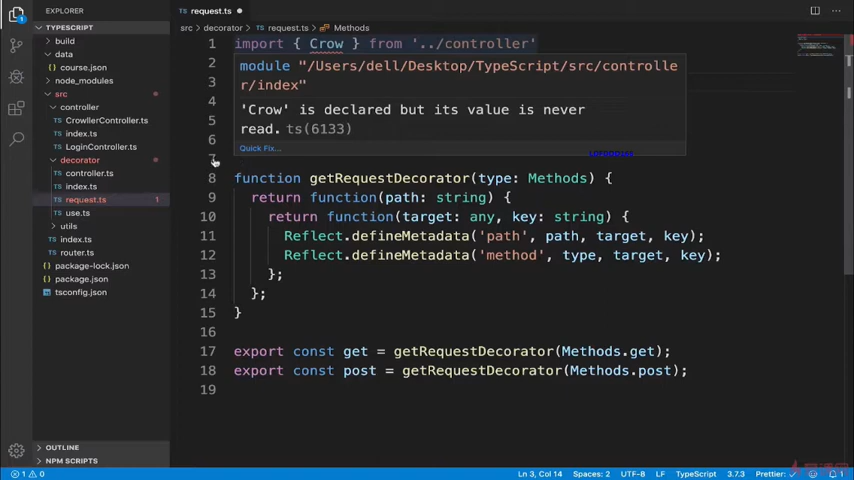 EXPLORER
request.ts
TYPESCRIPT
src > decorator > request.ts > Methods
build
data
course.json
node_modules
src
controller
CrowllerController.ts
index.ts
LoginController.ts
decorator
controller.ts
index.ts
request.ts 1
use.ts
utils
index.ts
router.ts
package-lock.json
package.json
tsconfig.json
OUTLINE
NPM SCRIPTS
1 import { Crow } from '../controller'
2
3
4
5
6
7
module "/Users/dell/Desktop/TypeScript/src/controlle
r/index"
'Crow' is declared but its value is never
read. ts(6133)
Quick Fix...
8 function getRequestDecorator(type: Methods) {
9 return function(path: string) {
10 return function(target: any, key: string) {
11 Reflect.defineMetadata('path', path, target, key);
12 Reflect.defineMetadata('method', type, target, key);
13 };
14 };
15 }
16
17 export const get = getRequestDecorator(Methods.get);
18 export const post = getRequestDecorator(Methods.post);
19
1 0 Ln 3, Col 14 Spaces: 2 UTF-8 LF TypeScript 3.7.3 Prettier 1